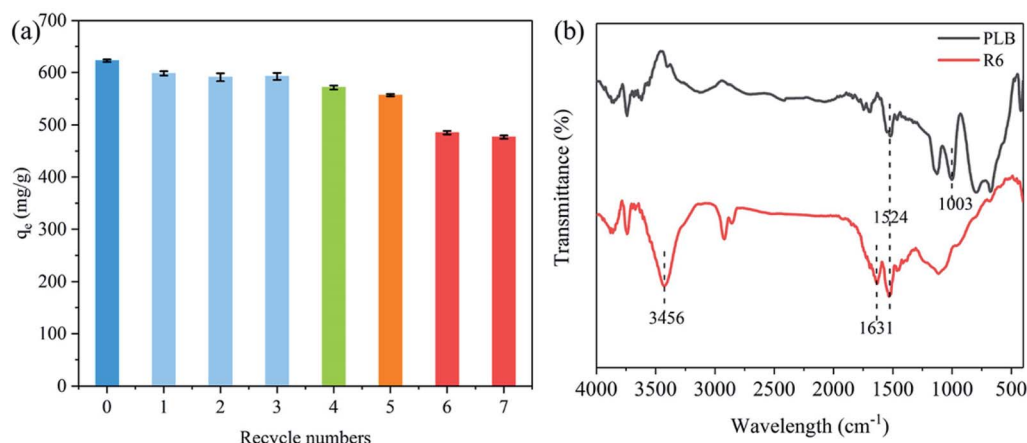 (a)
700
600
500
400
300
200
100
0
qe (mg/g)
0 1 2 3 4 5 6 7
Recycle numbers
(b)
PLB
R6
Transmittance (%)
1524
1003
3456
1631
4000 3500 3000 2500 2000 1500 1000 500
Wavelength (cm-1)